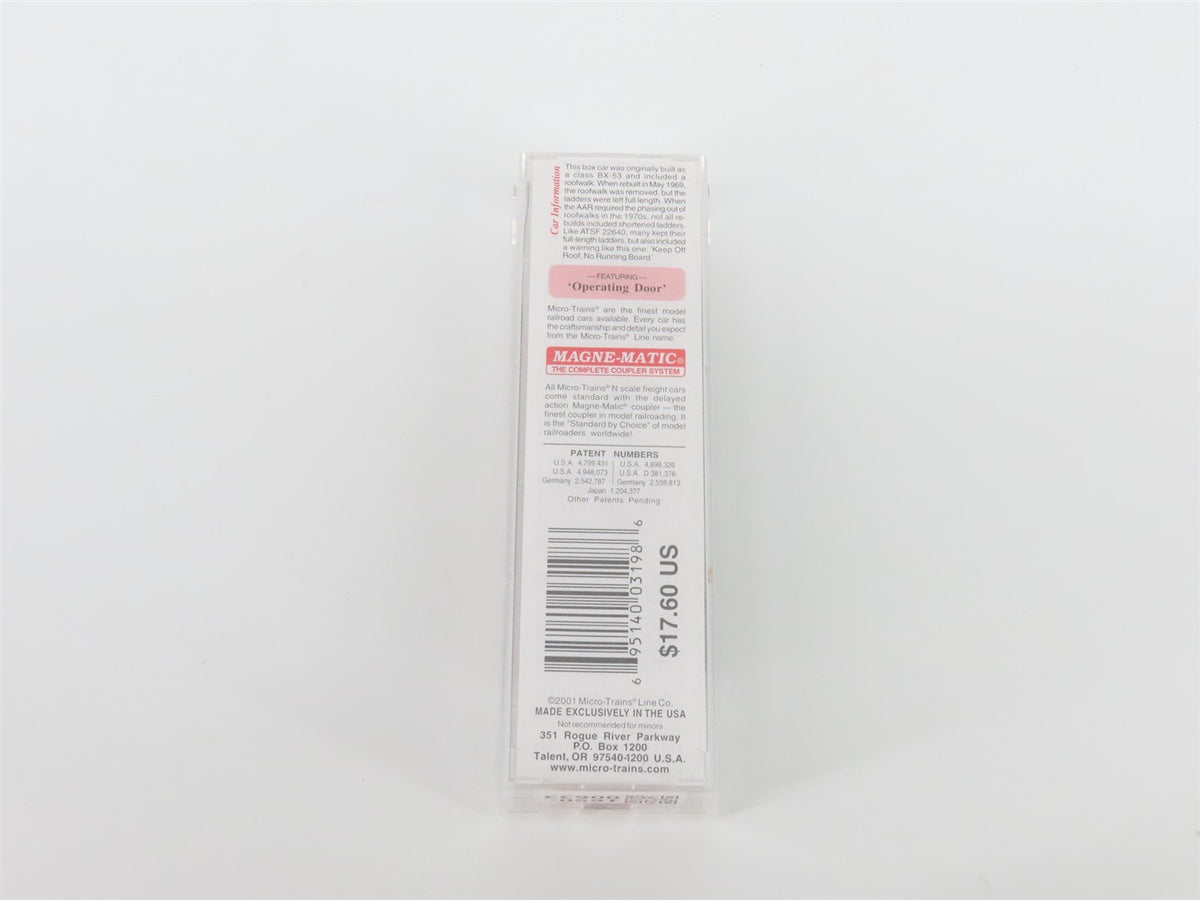 Car Information
This box car was originally built as
a class BX-53 and included a
roofwalk. When rebuilt in May 1969,
the roofwalk was removed, but the
ladders were left full length. When
the AAR required the phasing out of
roofwalks in the 1970s, not all re-
builds included shortened ladders.
Like ATSF 22640, many kept their
full-length ladders, but also included
a warning like this one: 'Keep Off
Roof, No Running Board.'
—FEATURING—
'Operating Door'
Micro-Trains® are the finest model
railroad cars available. Every car has
the craftsmanship and detail you expect
from the Micro-Trains® Line name.
MAGNE-MATIC®
THE COMPLETE COUPLER SYSTEM
All Micro-Trains® N scale freight cars
come standard with the delayed
action Magne-Matic® coupler — the
finest coupler in model railroading. It
is the "Standard by Choice" of model
railroaders worldwide!
PATENT NUMBERS
U.S.A. 4,799,431 | U.S.A. 4,898,326
U.S.A. 4,948,073 | U.S.A. D 381,376
Germany 2,542,787 | Germany 2,559,813
Japan 1,204,377
Other Patents Pending
6 95140 03198 6
$17.60 US
©2001 Micro-Trains® Line Co.
MADE EXCLUSIVELY IN THE USA
Not recommended for minors
351 Rogue River Parkway
P.O. Box 1200
Talent, OR 97540-1200 U.S.A.
www.micro-trains.com